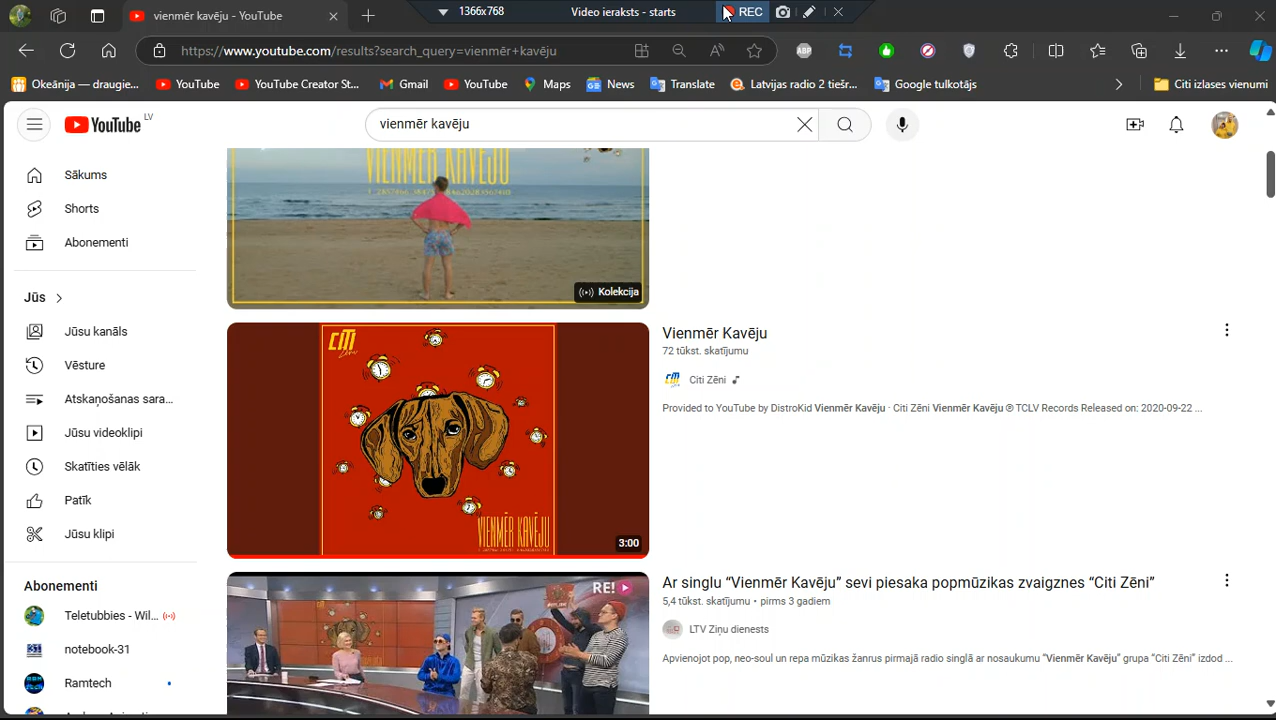 1366x768
Video ieraksts - starts
REC
vienmēr kavēju - YouTube
https://www.youtube.com/results?search_query=vienmēr+kavēju
Okeānija — draugie...
YouTube
YouTube Creator St...
Gmail
YouTube
Maps
News
Translate
Latvijas radio 2 tiešr...
Google tulkotājs
Citi izlases vienumi
YouTube LV
vienmēr kavēju
Sākums
Shorts
Abonementi
Jūs
Jūsu kanāls
Vēsture
Atskaņošanas sara...
Jūsu videoklipi
Skatīties vēlāk
Patīk
Jūsu klipi
Abonementi
Teletubbies - Wil...
notebook-31
Ramtech
VIENMĒR KAVĒJU
Kolekcija
CITI Zēni
VIENMĒR KAVĒJU
3:00
Vienmēr Kavēju
72 tūkst. skatījumu
Citi Zēni
Provided to YouTube by DistroKid Vienmēr Kavēju · Citi Zēni Vienmēr Kavēju ℗ TCLV Records Released on: 2020-09-22 ...
RE!
Ar singlu “Vienmēr Kavēju” sevi piesaka popmūzikas zvaigznes “Citi Zēni”
5,4 tūkst. skatījumu • pirms 3 gadiem
LTV Ziņu dienests
Apvienojot pop, neo-soul un repa mūzikas žanrus pirmajā radio singlā ar nosaukumu “Vienmēr Kavēju” grupa “Citi Zēni” izdod ...